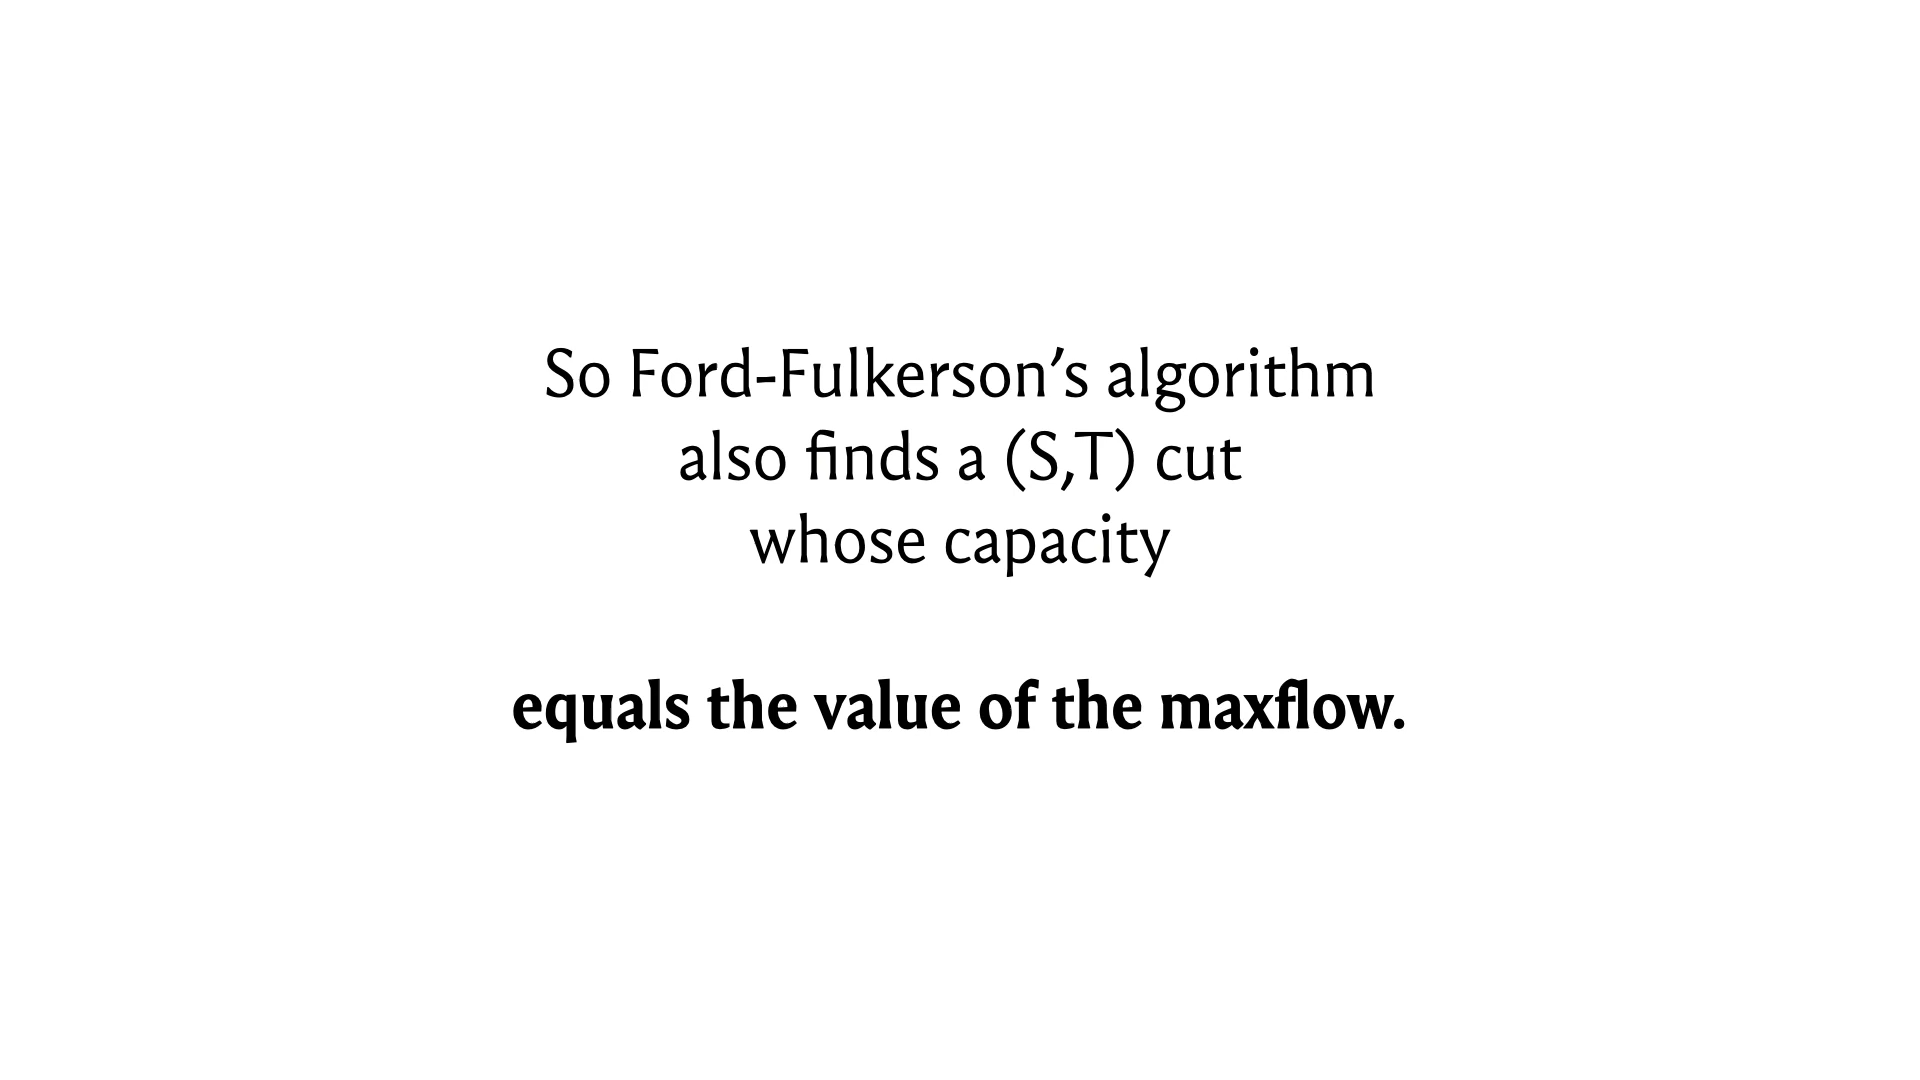 So Ford-Fulkerson’s algorithm
also finds a (S,T) cut
whose capacity
equals the value of the maxflow.